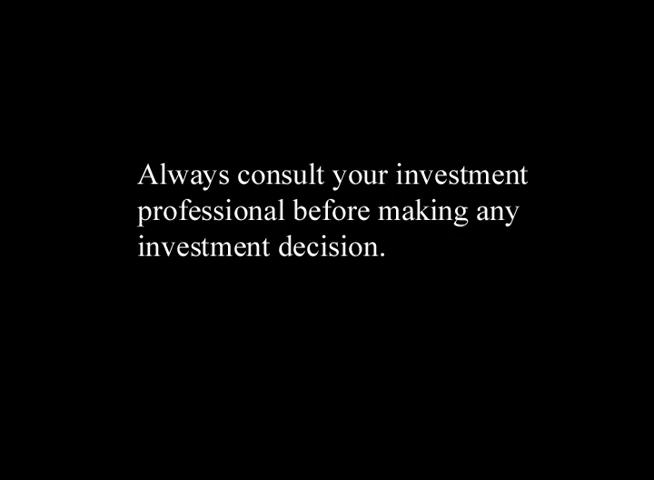 Always consult your investment
professional before making any
investment decision.